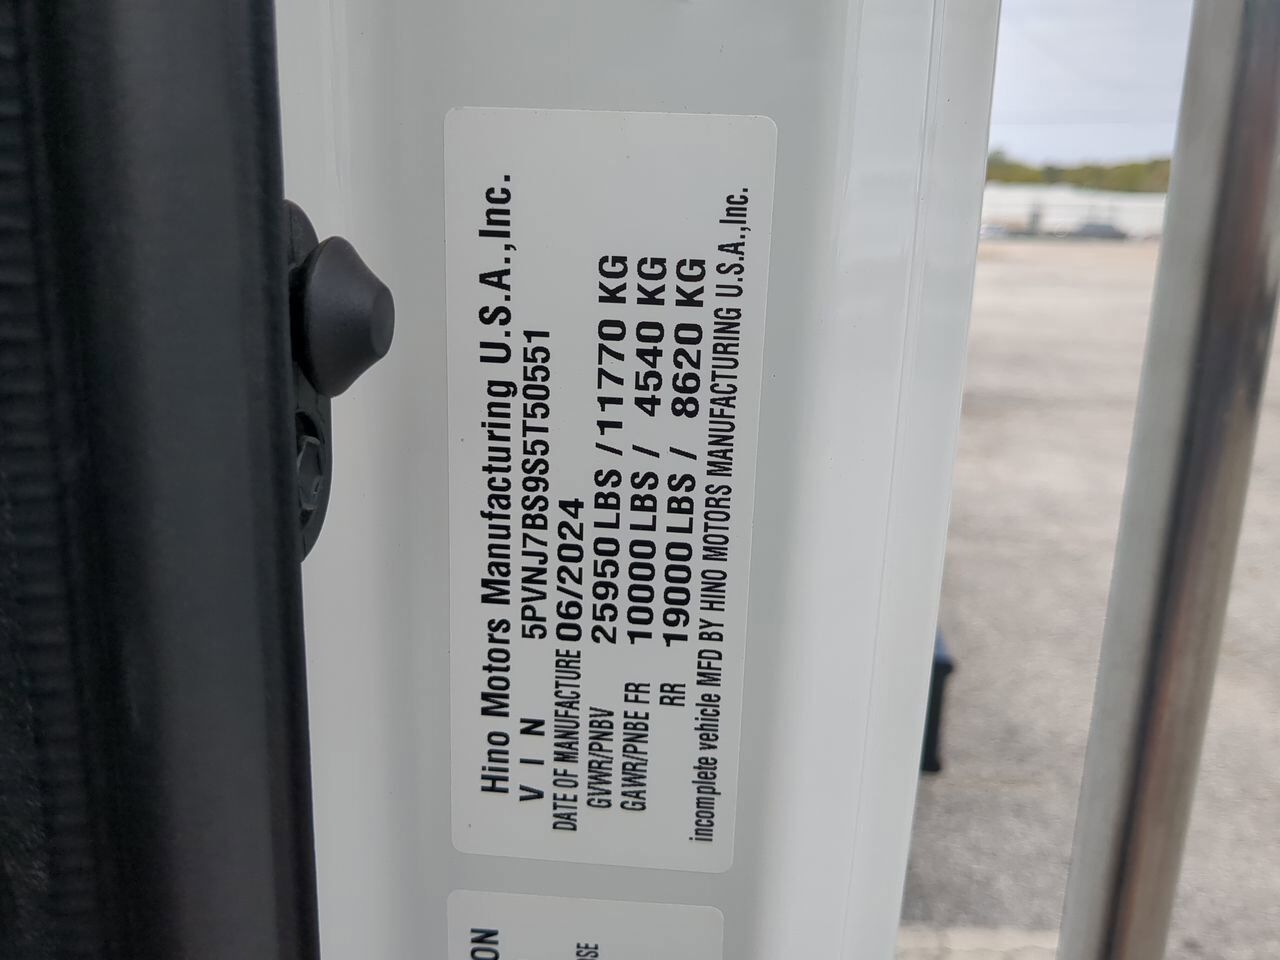 Hino Motors Manufacturing U.S.A.,Inc.
VIN 5PVNJ7BS9S5T50551
DATE OF MANUFACTURE 06/2024
GVWR/PNBV 25950 LBS / 11770 KG
GAWR/PNBE FR 10000 LBS / 4540 KG
RR 19000 LBS / 8620 KG
incomplete vehicle MFD BY HINO MOTORS MANUFACTURING U.S.A.,Inc.